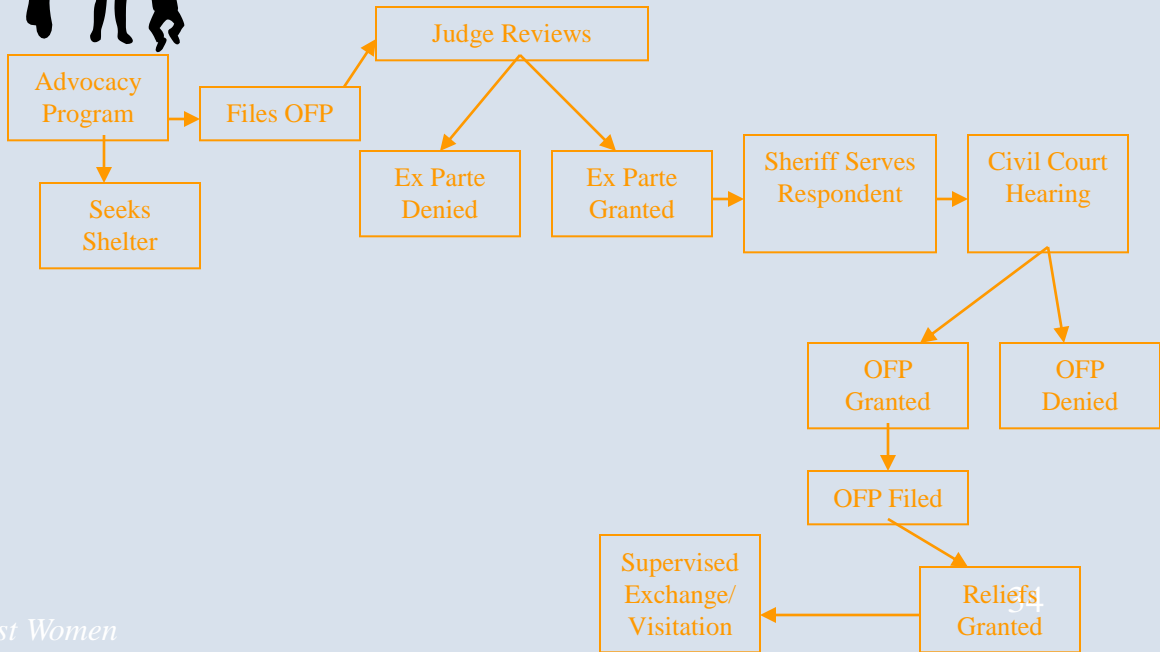 Judge Reviews
Advocacy
Program
Files OFP
Seeks
Shelter
Ex Parte
Denied
Ex Parte
Granted
Sheriff Serves
Respondent
Civil Court
Hearing
OFP
Granted
OFP
Denied
OFP Filed
Supervised
Exchange/
Visitation
Reliefs
Granted
34
st Women